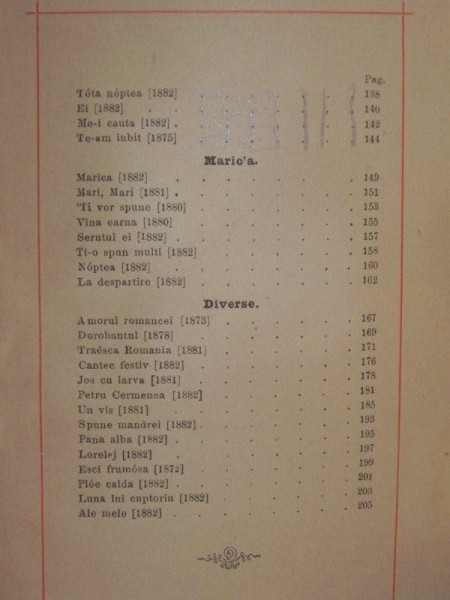 Pag.
Tóta nóptea [1882] 138
Ei [1882] . . . . . . 140
Me-i cauta [1882] . . . . . 142
Te-am iubit [1875] . . . . 144
Maric'a.
Marica [1882] . . . . . . 149
Mari, Mari [1881] . . . . . . 151
'Ti vor spune [1880] . . . . . 153
Vina earna [1880] . . . . . . 155
Serutul ei [1882] . . . . . . 157
Ti-o spun multi [1882] . . . . . 158
Nóptea [1882] . . . . . . 160
La despartire [1882] . . . . . 162
Diverse.
Amorul romancei [1873] . . . . . 167
Dorobantul [1878] . . . . . 169
Traésca Romania [1881] . . . . . 171
Cantec festiv [1882] . . . . . 176
Jos cu larva [1881] . . . . . 178
Petru Cermenea [1882] . . . . . 181
Un vis [1881] . . . . . . 185
Spune mandrei [1882] . . . . . 193
Pana alba [1882] . . . . . . 195
Lorelej [1882] . . . . . . 197
Esci frumósa [1872] . . . . . 199
Plóe calda [1882] . . . . . 201
Luna lui cuptoriu [1882] . . . . . 203
Ale mele [1882] . . . . . . 205